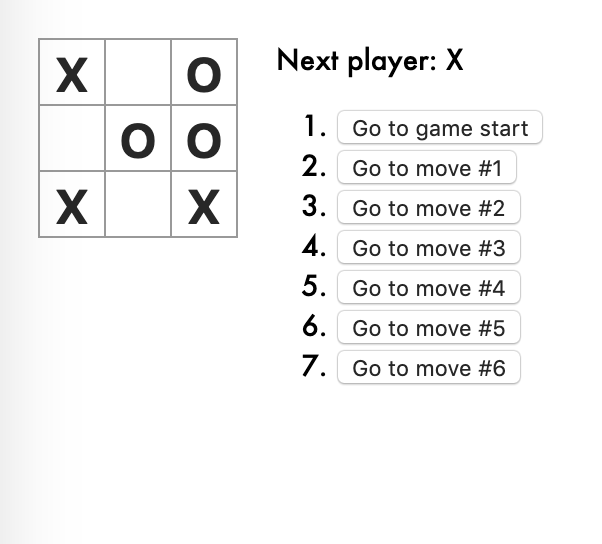 X O
O O
X X
Next player: X
1. Go to game start
2. Go to move #1
3. Go to move #2
4. Go to move #3
5. Go to move #4
6. Go to move #5
7. Go to move #6